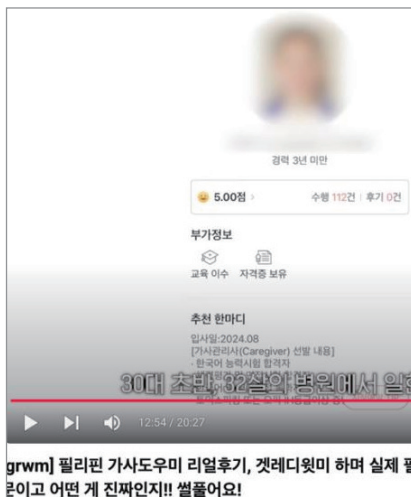 경력 3년 미만
5.00점 >
수행 112건 | 후기 0건
부가정보
교육 이수 자격증 보유
추천 한마디
입사일:2024.08
[가사관리사(Caregiver) 선발 내용]
- 한국어 능력시험 합격자
30대 초반, 32살의 병원에서 일한
12:54 / 20:27
grwm] 필리핀 가사도우미 리얼후기, 겟레디윗미 하며 실제 필
문이고 어떤 게 진짜인지!! 썰풀어요!